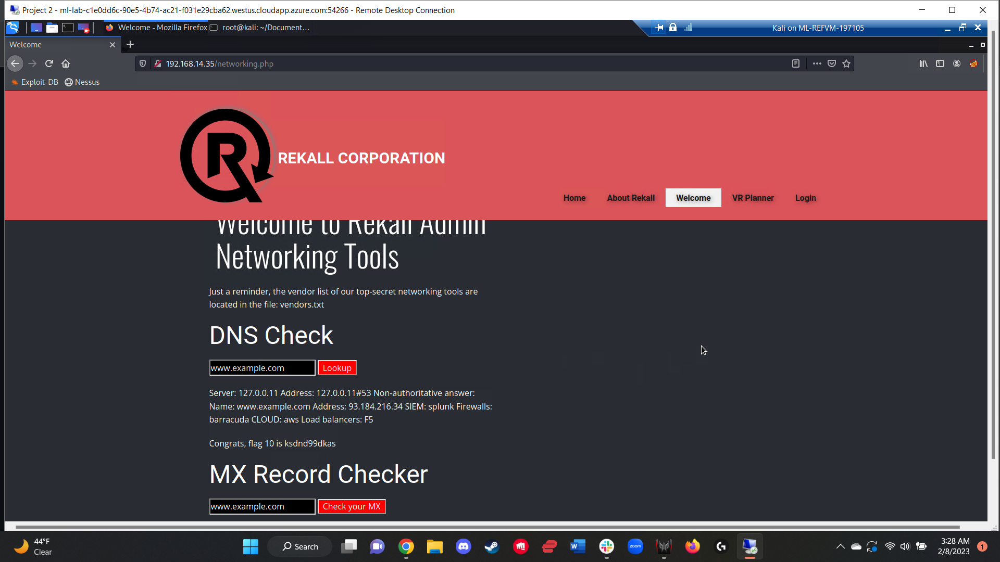 Project 2 - ml-lab-c1e0dd6c-90e5-4b74-ac21-f031e29cba62.westus.cloudapp.azure.com:54266 - Remote Desktop Connection
Welcome - Mozilla Firefox
root@kali: ~/Document...
Kali on ML-REFVM-197105
Welcome
192.168.14.35/networking.php
Exploit-DB
Nessus
R
REKALL CORPORATION
Home
About Rekall
Welcome
VR Planner
Login
Welcome to Rekall Admin
Networking Tools
Just a reminder, the vendor list of our top-secret networking tools are
located in the file: vendors.txt
DNS Check
www.example.com
Lookup
Server: 127.0.0.11 Address: 127.0.0.11#53 Non-authoritative answer:
Name: www.example.com Address: 93.184.216.34 SIEM: splunk Firewalls:
barracuda CLOUD: aws Load balancers: F5
Congrats, flag 10 is ksdnd99dkas
MX Record Checker
www.example.com
Check your MX
44°F
Clear
Search
zoom
3:28 AM
2/8/2023
1